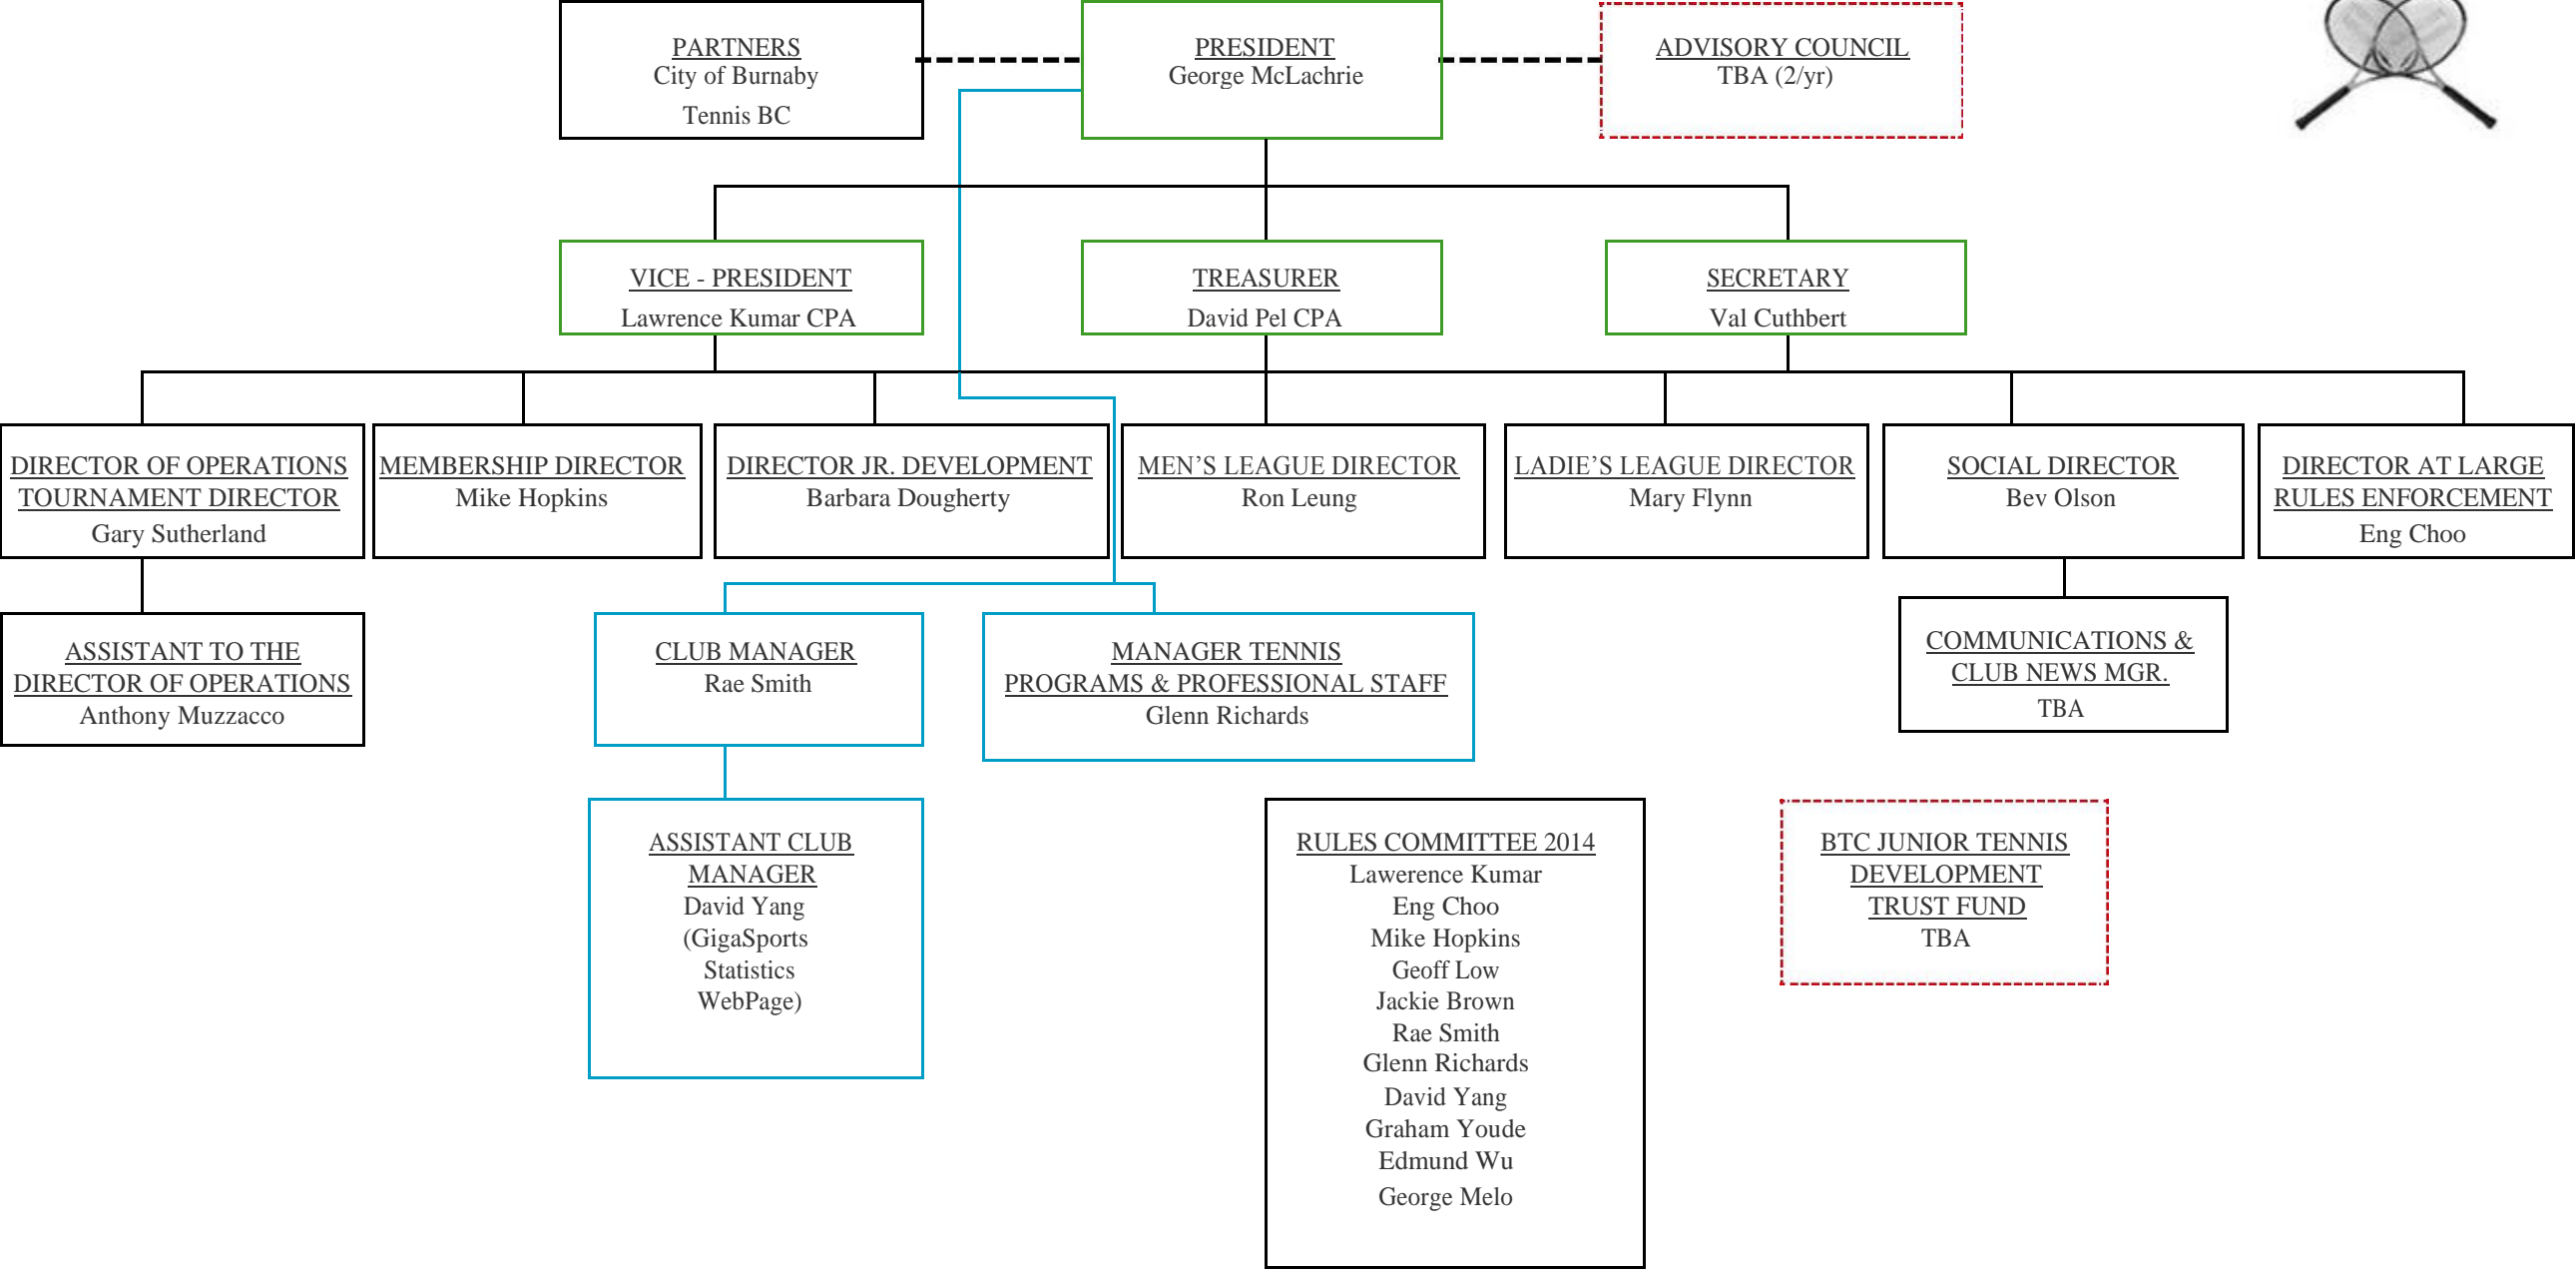 PARTNERS
City of Burnaby
Tennis BC
PRESIDENT
George McLachrie
ADVISORY COUNCIL
TBA (2/yr)
VICE - PRESIDENT
Lawrence Kumar CPA
TREASURER
David Pel CPA
SECRETARY
Val Cuthbert
DIRECTOR OF OPERATIONS
TOURNAMENT DIRECTOR
Gary Sutherland
MEMBERSHIP DIRECTOR
Mike Hopkins
DIRECTOR JR. DEVELOPMENT
Barbara Dougherty
MEN’S LEAGUE DIRECTOR
Ron Leung
LADIE’S LEAGUE DIRECTOR
Mary Flynn
SOCIAL DIRECTOR
Bev Olson
DIRECTOR AT LARGE
RULES ENFORCEMENT
Eng Choo
ASSISTANT TO THE
DIRECTOR OF OPERATIONS
Anthony Muzzacco
CLUB MANAGER
Rae Smith
MANAGER TENNIS
PROGRAMS & PROFESSIONAL STAFF
Glenn Richards
COMMUNICATIONS &
CLUB NEWS MGR.
TBA
ASSISTANT CLUB
MANAGER
David Yang
(GigaSports
Statistics
WebPage)
RULES COMMITTEE 2014
Lawerence Kumar
Eng Choo
Mike Hopkins
Geoff Low
Jackie Brown
Rae Smith
Glenn Richards
David Yang
Graham Youde
Edmund Wu
George Melo
BTC JUNIOR TENNIS
DEVELOPMENT
TRUST FUND
TBA